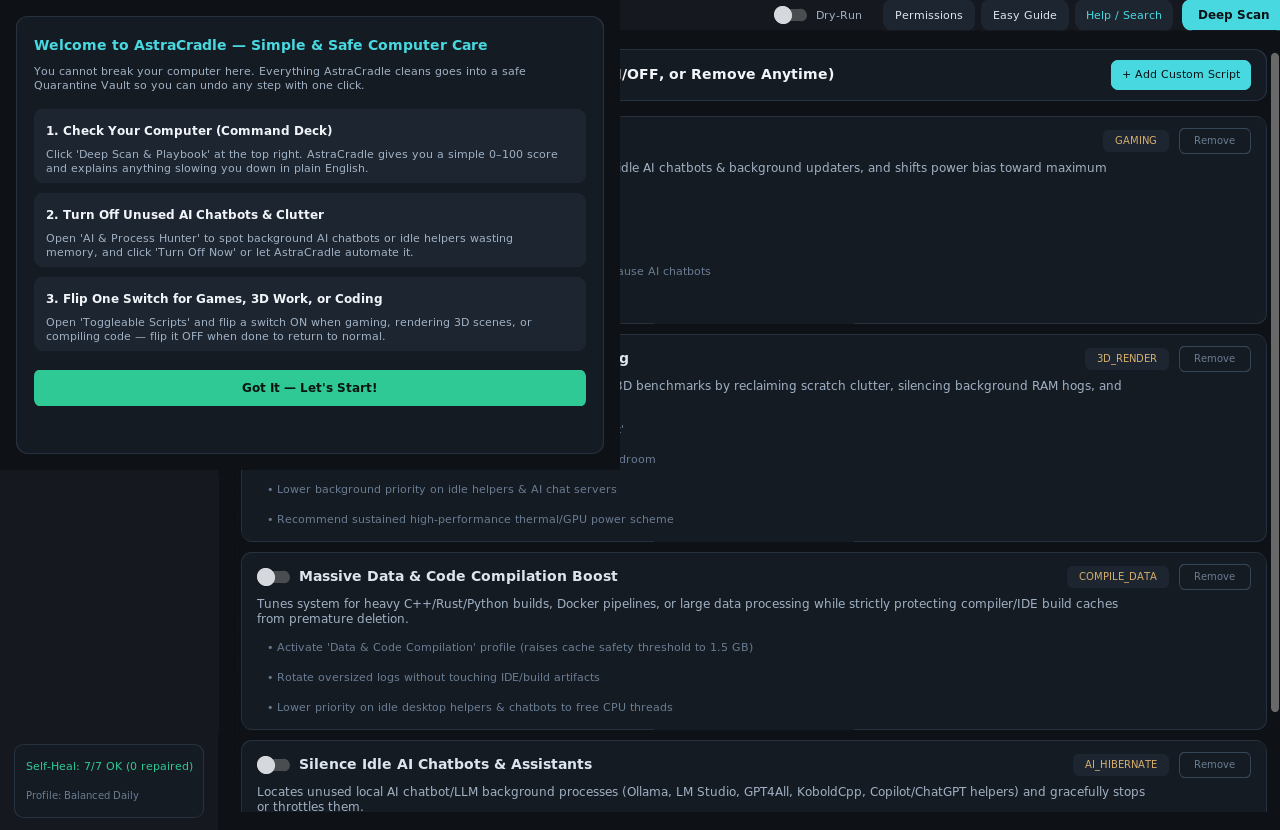 Welcome to AstraCradle — Simple & Safe Computer Care
You cannot break your computer here. Everything AstraCradle cleans goes into a safe
Quarantine Vault so you can undo any step with one click.
1. Check Your Computer (Command Deck)
Click 'Deep Scan & Playbook' at the top right. AstraCradle gives you a simple 0–100 score
and explains anything slowing you down in plain English.
2. Turn Off Unused AI Chatbots & Clutter
Open 'AI & Process Hunter' to spot background AI chatbots or idle helpers wasting
memory, and click 'Turn Off Now' or let AstraCradle automate it.
3. Flip One Switch for Games, 3D Work, or Coding
Open 'Toggleable Scripts' and flip a switch ON when gaming, rendering 3D scenes, or
compiling code — flip it OFF when done to return to normal.
Got It — Let's Start!
Dry-Run
Permissions
Easy Guide
Help / Search
Deep Scan
/OFF, or Remove Anytime)
+ Add Custom Script
GAMING
Remove
idle AI chatbots & background updaters, and shifts power bias toward maximum
ause AI chatbots
g
3D_RENDER
Remove
3D benchmarks by reclaiming scratch clutter, silencing background RAM hogs, and
droom
• Lower background priority on idle helpers & AI chat servers
• Recommend sustained high-performance thermal/GPU power scheme
Massive Data & Code Compilation Boost
COMPILE_DATA
Remove
Tunes system for heavy C++/Rust/Python builds, Docker pipelines, or large data processing while strictly protecting compiler/IDE build caches
from premature deletion.
• Activate 'Data & Code Compilation' profile (raises cache safety threshold to 1.5 GB)
• Rotate oversized logs without touching IDE/build artifacts
• Lower priority on idle desktop helpers & chatbots to free CPU threads
Silence Idle AI Chatbots & Assistants
AI_HIBERNATE
Remove
Locates unused local AI chatbot/LLM background processes (Ollama, LM Studio, GPT4All, KoboldCpp, Copilot/ChatGPT helpers) and gracefully stops
or throttles them.
Self-Heal: 7/7 OK (0 repaired)
Profile: Balanced Daily